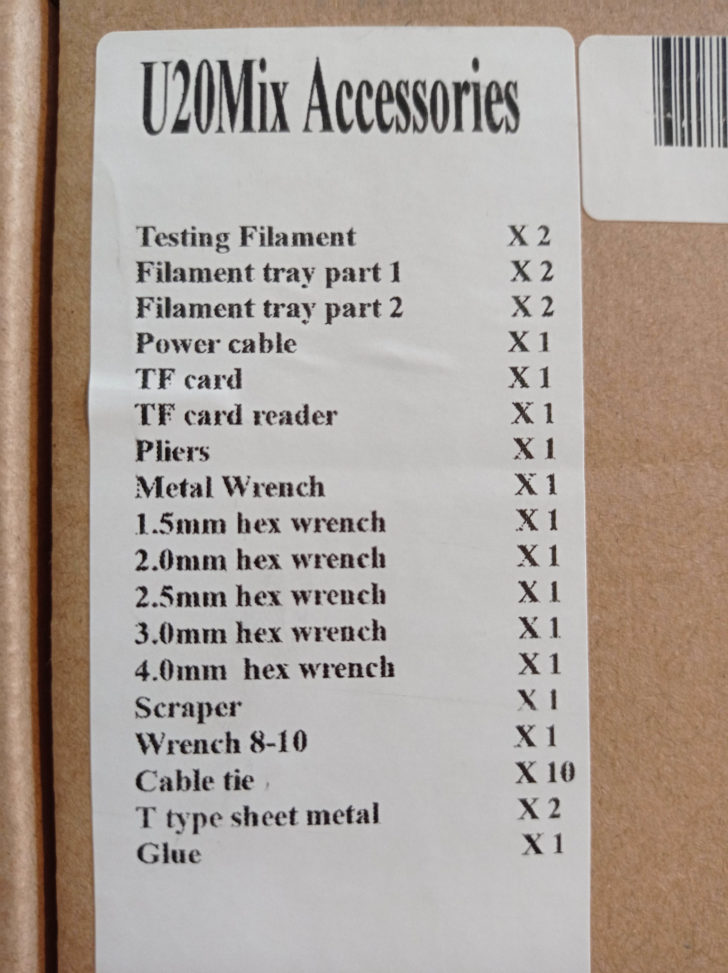 U20Mix Accessories
Testing Filament X 2
Filament tray part 1 X 2
Filament tray part 2 X 2
Power cable X 1
TF card X 1
TF card reader X 1
Pliers X 1
Metal Wrench X 1
1.5mm hex wrench X 1
2.0mm hex wrench X 1
2.5mm hex wrench X 1
3.0mm hex wrench X 1
4.0mm hex wrench X 1
Scraper X 1
Wrench 8-10 X 1
Cable tie X 10
T type sheet metal X 2
Glue X 1